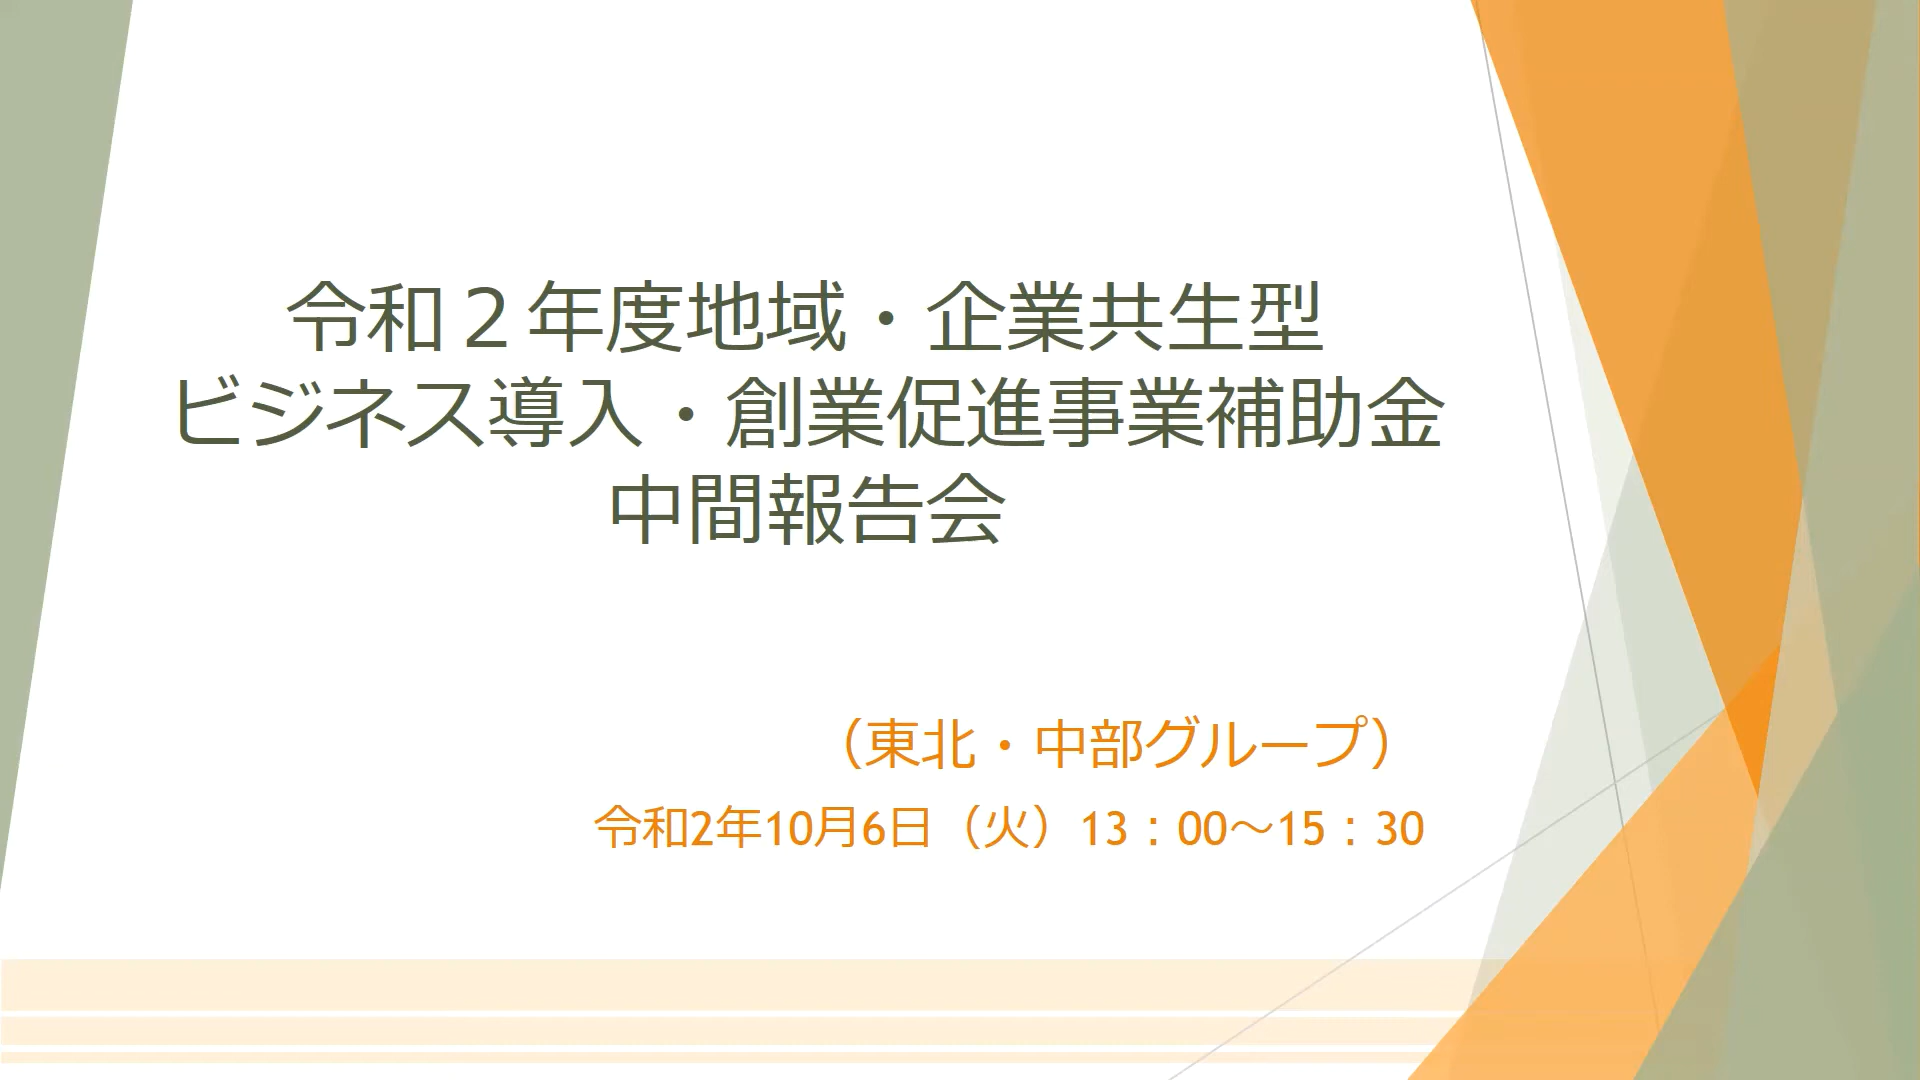 令和２年度地域・企業共生型
ビジネス導入・創業促進事業補助金
中間報告会
（東北・中部グループ）
令和2年10月6日（火）13：00～15：30